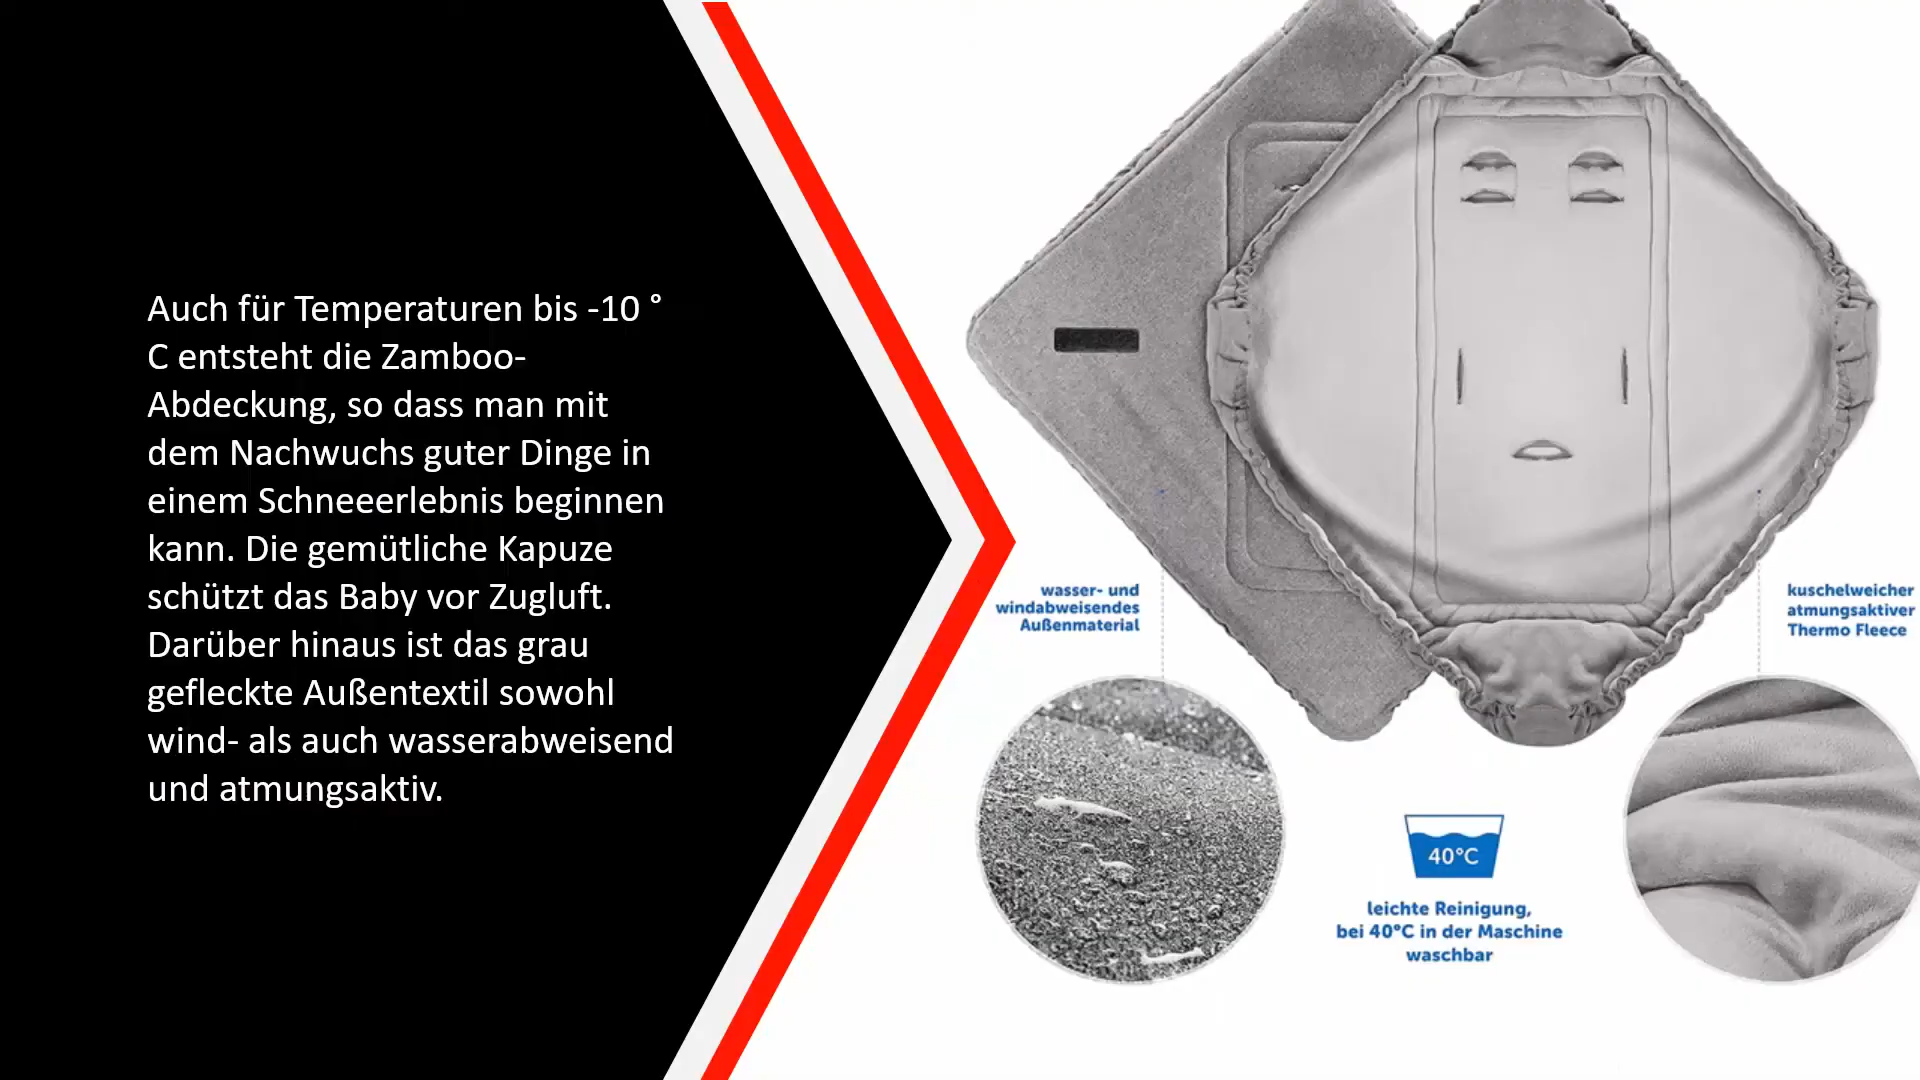 Auch für Temperaturen bis -10 °
C entsteht die Zamboo-
Abdeckung, so dass man mit
dem Nachwuchs guter Dinge in
einem Schneeerlebnis beginnen
kann. Die gemütliche Kapuze
schützt das Baby vor Zugluft.
Darüber hinaus ist das grau
gefleckte Außentextil sowohl
wind- als auch wasserabweisend
und atmungsaktiv.
wasser- und
windabweisendes
Außenmaterial
kuschelweicher
atmungsaktiver
Thermo Fleece
40°C
leichte Reinigung,
bei 40°C in der Maschine
waschbar